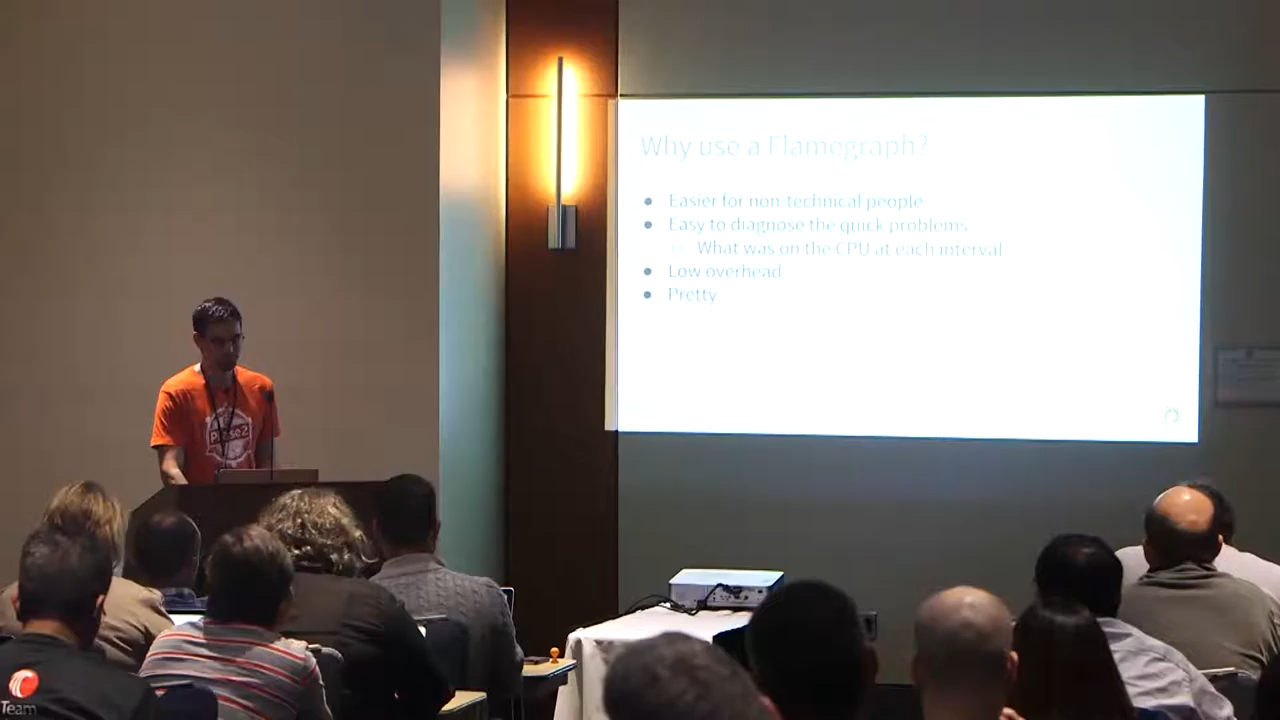 Why use a Flamegraph?
● Easier for non-technical people
● Easy to diagnose the quick problems
○ What was on the CPU at each interval
● Low overhead
● Pretty
Phase2
Team